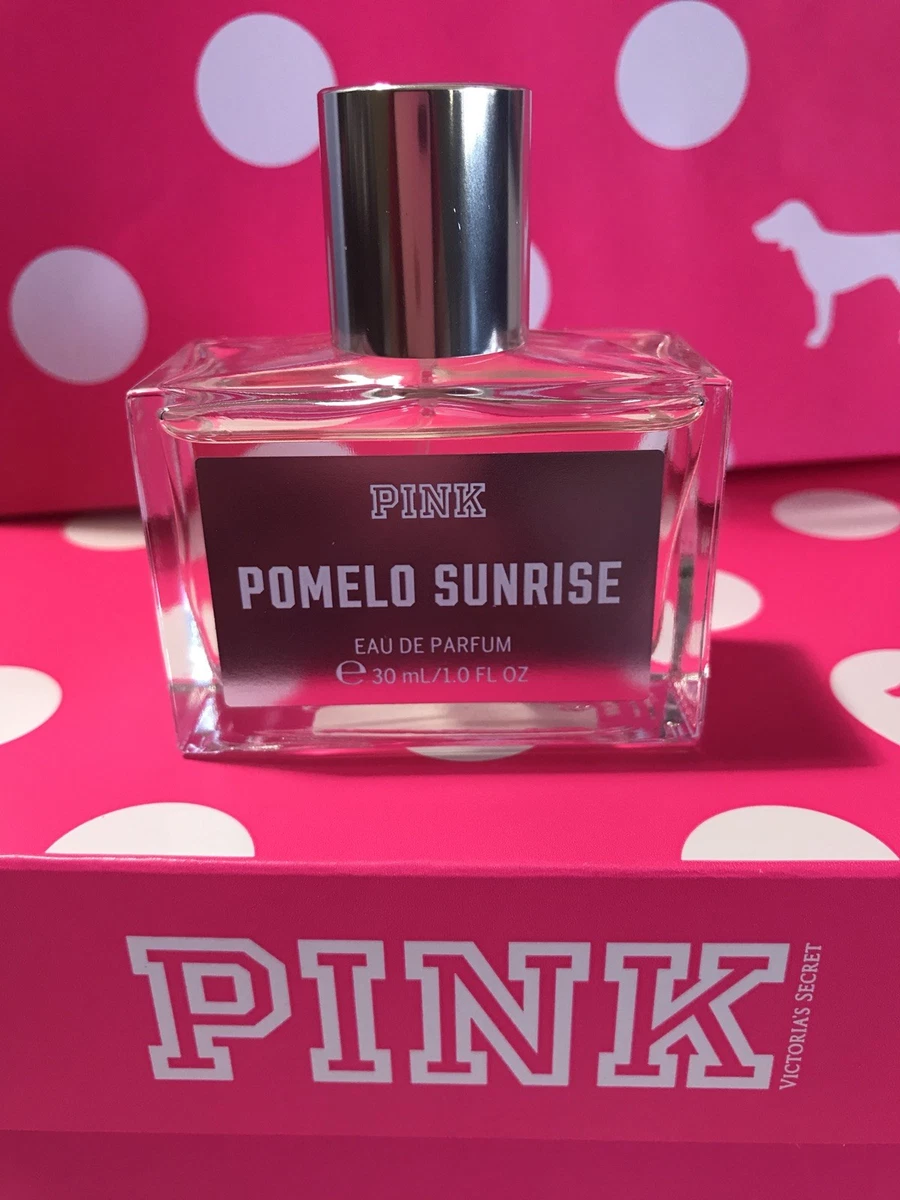 PINK
POMELO SUNRISE
EAU DE PARFUM
℮ 30 mL/1.0 FL OZ
PINK
VICTORIA'S SECRET